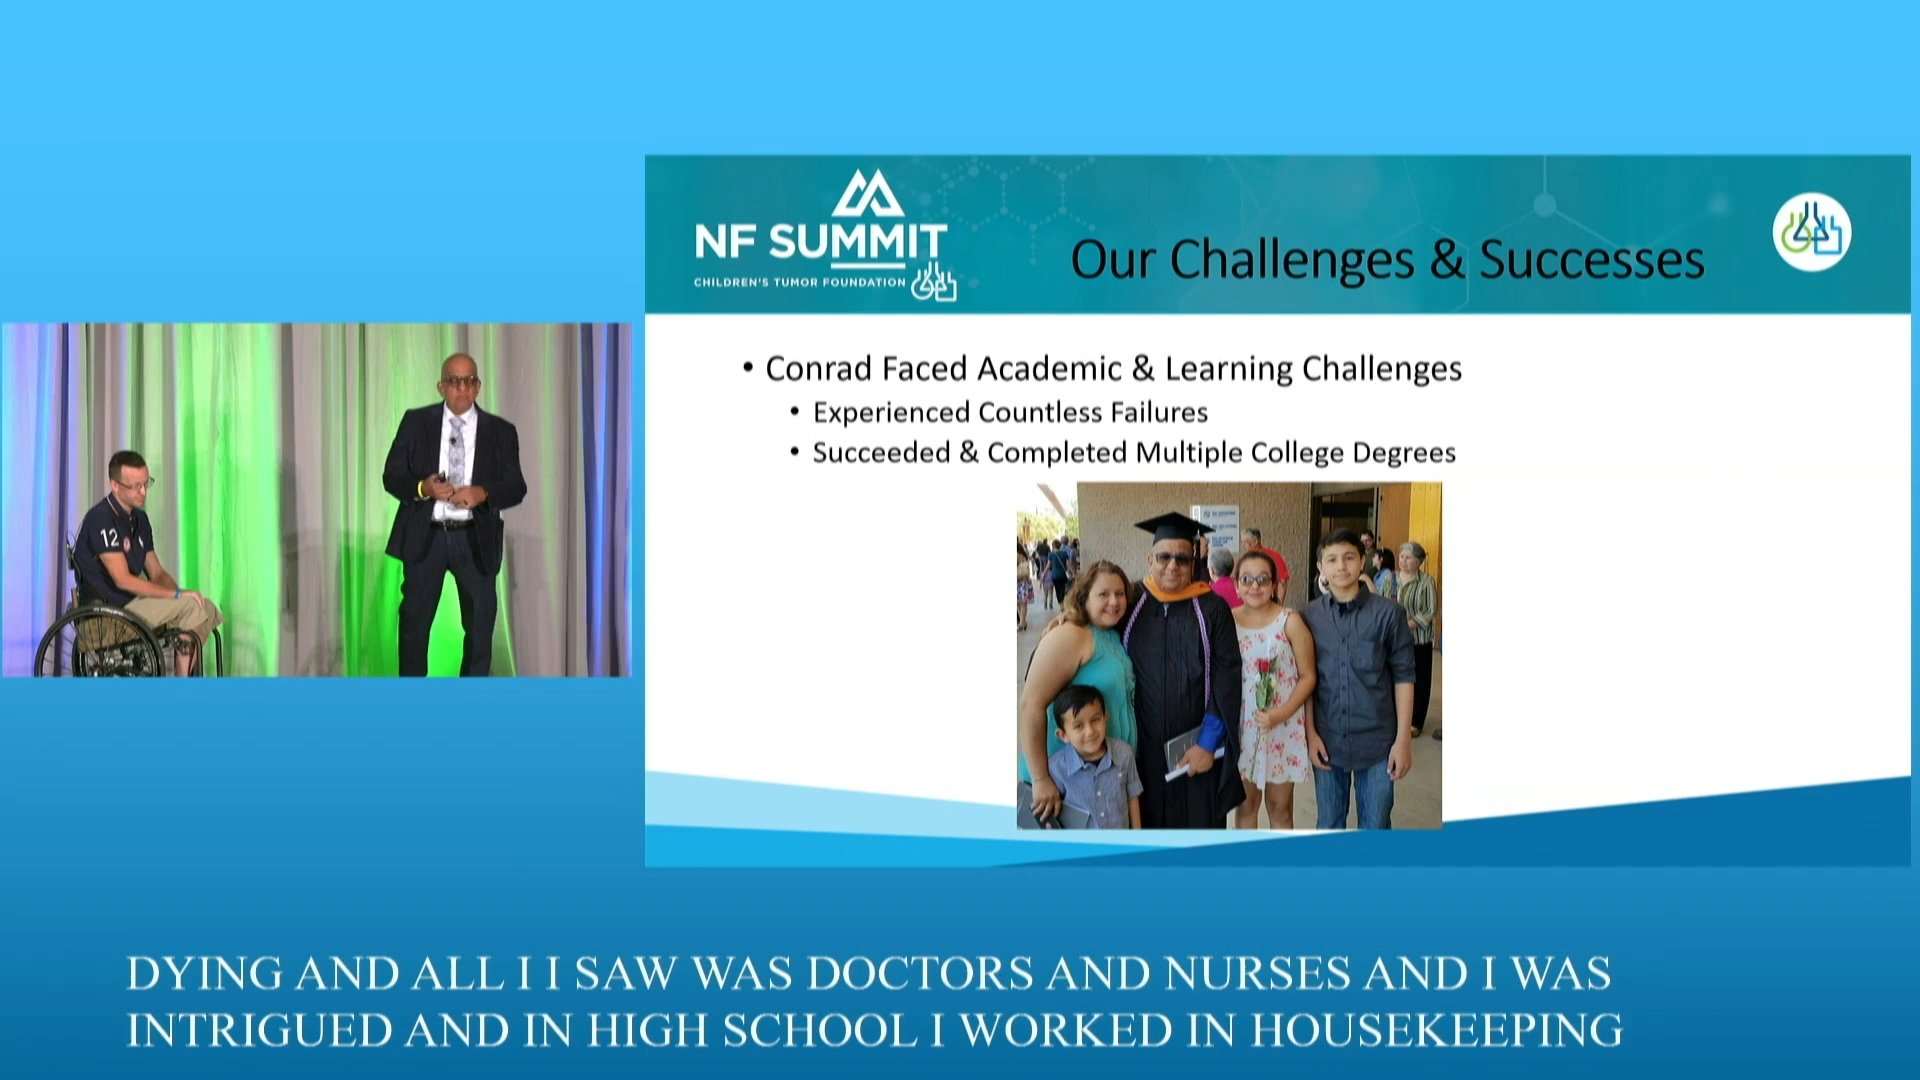 NF SUMMIT
CHILDREN'S TUMOR FOUNDATION
Our Challenges & Successes
• Conrad Faced Academic & Learning Challenges
• Experienced Countless Failures
• Succeeded & Completed Multiple College Degrees
12
DYING AND ALL I I SAW WAS DOCTORS AND NURSES AND I WAS
INTRIGUED AND IN HIGH SCHOOL I WORKED IN HOUSEKEEPING